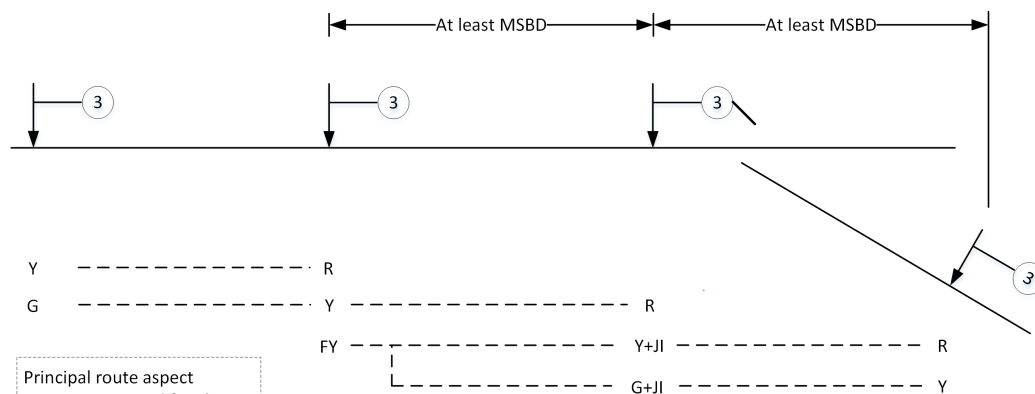 At least MSBD At least MSBD
3 3 3
3
Y R
G Y R
FY Y+JI R
G+JI Y
Principal route aspect